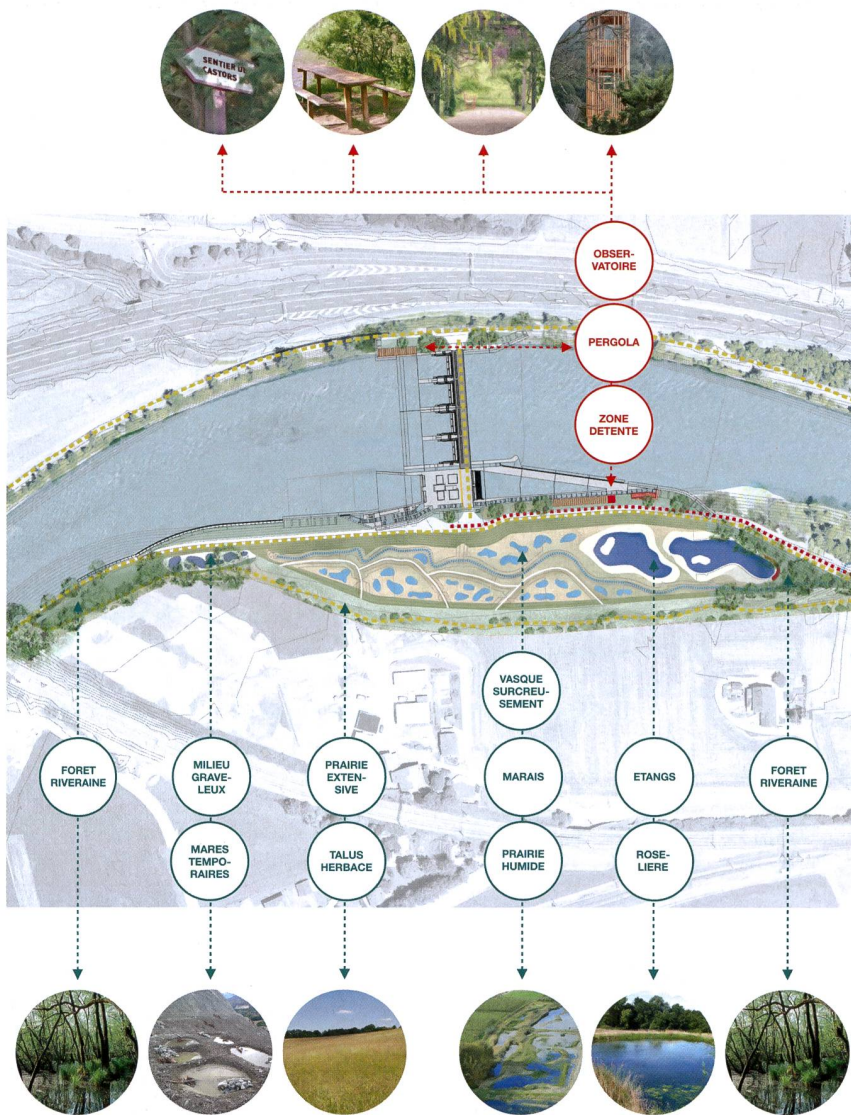 SENTIER
CASTORS
OBSER-
VATOIRE
PERGOLA
ZONE
DETENTE
VASQUE
SURCREU-
SEMENT
FORET
RIVERAINE
MILIEU
GRAVE-
LEUX
PRAIRIE
EXTEN-
SIVE
MARAIS
ETANGS
FORET
RIVERAINE
MARES
TEMPO-
RAIRES
TALUS
HERBACE
PRAIRIE
HUMIDE
ROSE-
LIERE